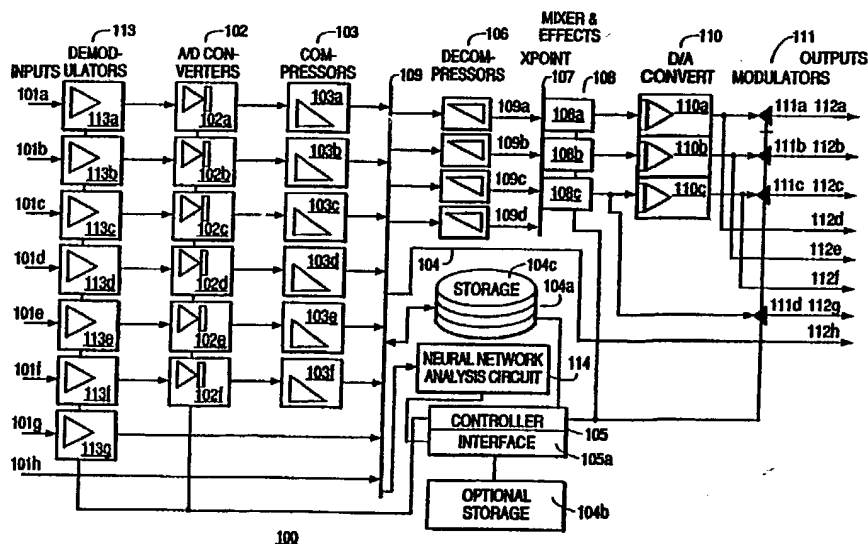 113
DEMOD-
ULATORS
102
A/D CON-
VERTERS
103
COM-
PRESSORS
106
DECOM-
PRESSORS
MIXER &
EFFECTS
XPOINT
107
108
110
D/A
CONVERT
111
MODULATORS
OUTPUTS
INPUTS
109
101a
113a
102a
103a
109a
108a
110a
111a 112a
101b
113b
102b
103b
109b
108b
110b
111b 112b
101c
113c
102c
103c
109c
108c
110c
111c 112c
109d
112d
101d
113d
102d
103d
104
104c
STORAGE
104a
112e
112f
101e
113e
102e
103e
111d 112g
112h
101f
113f
102f
103f
NEURAL NETWORK
ANALYSIS CIRCUIT
114
101g
113g
CONTROLLER
105
INTERFACE
105a
101h
OPTIONAL
STORAGE
104b
100